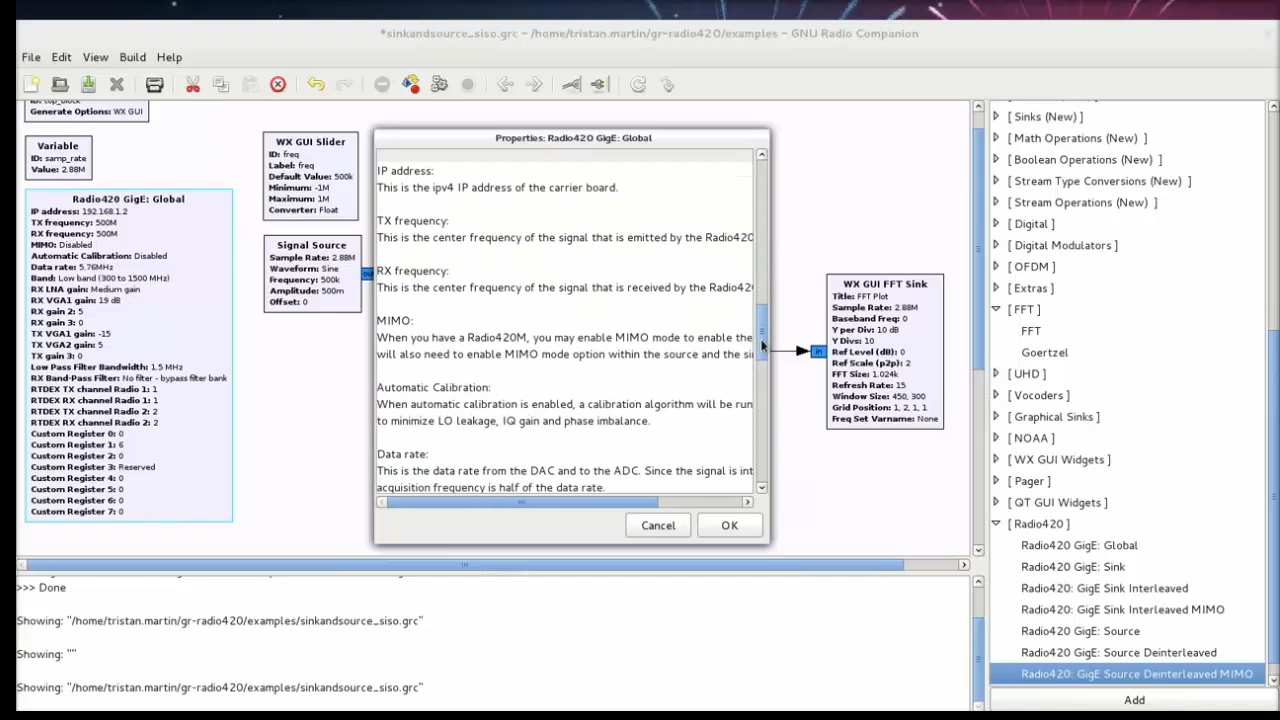 *sinkandsource_siso.grc - /home/tristan.martin/gr-radio420/examples - GNU Radio Companion
File Edit View Build Help
Generate Options: WX GUI
Variable
ID: samp_rate
Value: 2.88M
Radio420 GigE: Global
IP address: 192.168.1.2
TX frequency: 500M
RX frequency: 500M
MIMO: Disabled
Automatic Calibration: Disabled
Data rate: 5.76MHz
Band: Low band (300 to 1500 MHz)
RX LNA gain: Medium gain
RX VGA1 gain: 19 dB
RX gain 2: 5
RX gain 3: 0
TX VGA1 gain: -15
TX VGA2 gain: 5
TX gain 3: 0
Low Pass Filter Bandwidth: 1.5 MHz
RX Band-Pass Filter: No filter - bypass filter bank
RTDEX TX channel Radio 1: 1
RTDEX RX channel Radio 1: 1
RTDEX TX channel Radio 2: 2
RTDEX RX channel Radio 2: 2
Custom Register 0: 0
Custom Register 1: 6
Custom Register 2: 0
Custom Register 3: Reserved
Custom Register 4: 0
Custom Register 5: 0
Custom Register 6: 0
Custom Register 7: 0
WX GUI Slider
ID: freq
Label: freq
Default Value: 500k
Minimum: -1M
Maximum: 1M
Converter: Float
Signal Source
Sample Rate: 2.88M
Waveform: Sine
Frequency: 500k
Amplitude: 500m
Offset: 0
Properties: Radio420 GigE: Global
IP address:
This is the ipv4 IP address of the carrier board.
TX frequency:
This is the center frequency of the signal that is emitted by the Radio420
RX frequency:
This is the center frequency of the signal that is received by the Radio42
MIMO:
When you have a Radio420M, you may enable MIMO mode to enable the
will also need to enable MIMO mode option within the source and the si
Automatic Calibration:
When automatic calibration is enabled, a calibration algorithm will be run
to minimize LO leakage, IQ gain and phase imbalance.
Data rate:
This is the data rate from the DAC and to the ADC. Since the signal is int
acquisition frequency is half of the data rate.
Cancel OK
in
WX GUI FFT Sink
Title: FFT Plot
Sample Rate: 2.88M
Baseband Freq: 0
Y per Div: 10 dB
Y Divs: 10
Ref Level (dB): 0
Ref Scale (p2p): 2
FFT Size: 1.024k
Refresh Rate: 15
Window Size: 450, 300
Grid Position: 1, 2, 1, 1
Freq Set Varname: None
[ Sinks (New) ]
[ Math Operations (New) ]
[ Boolean Operations (New) ]
[ Stream Type Conversions (New) ]
[ Stream Operations (New) ]
[ Digital ]
[ Digital Modulators ]
[ OFDM ]
[ Extras ]
[ FFT ]
FFT
Goertzel
[ UHD ]
[ Vocoders ]
[ Graphical Sinks ]
[ NOAA ]
[ WX GUI Widgets ]
[ Pager ]
[ QT GUI Widgets ]
[ Radio420 ]
Radio420 GigE: Global
Radio420 GigE: Sink
Radio420: GigE Sink Interleaved
Radio420: GigE Sink Interleaved MIMO
Radio420 GigE: Source
Radio420 GigE: Source Deinterleaved
Radio420: GigE Source Deinterleaved MIMO
Add
>>> Done
Showing: "/home/tristan.martin/gr-radio420/examples/sinkandsource_siso.grc"
Showing: ""
Showing: "/home/tristan.martin/gr-radio420/examples/sinkandsource_siso.grc"